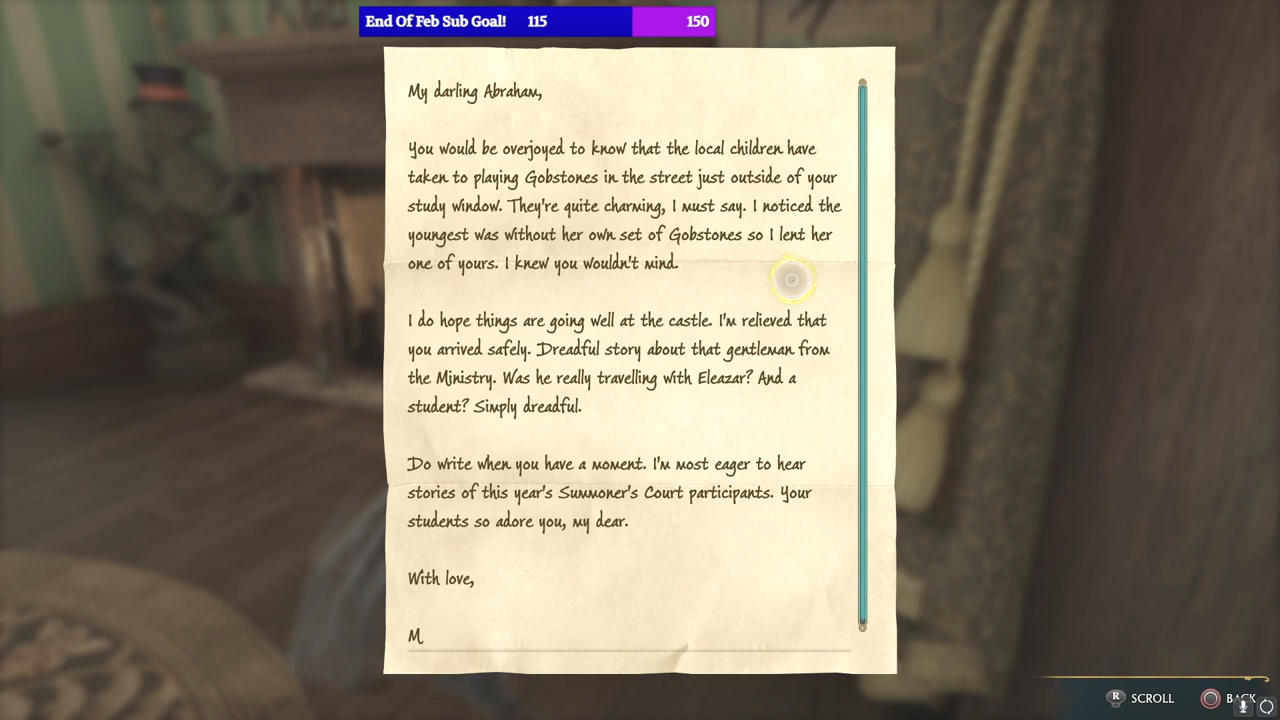 End Of Feb Sub Goal! 115 150
My darling Abraham,
You would be overjoyed to know that the local children have
taken to playing Gobstones in the street just outside of your
study window. They're quite charming, I must say. I noticed the
youngest was without her own set of Gobstones so I lent her
one of yours. I knew you wouldn't mind.
I do hope things are going well at the castle. I'm relieved that
you arrived safely. Dreadful story about that gentleman from
the Ministry. Was he really travelling with Eleazar? And a
student? Simply dreadful.
Do write when you have a moment. I'm most eager to hear
stories of this year's Summoner's Court participants. Your
students so adore you, my dear.
With love,
M
R SCROLL BACK